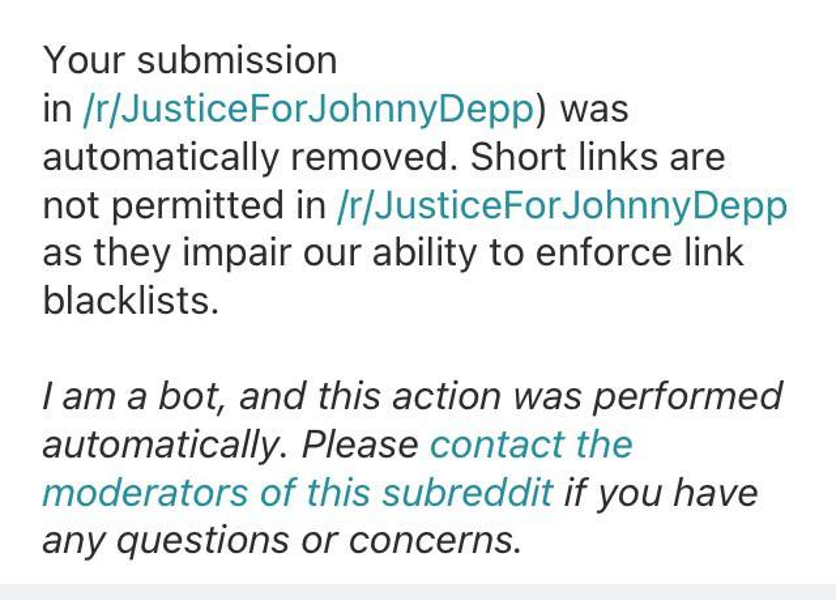 Your submission
in /r/JusticeForJohnnyDepp) was
automatically removed. Short links are
not permitted in /r/JusticeForJohnnyDepp
as they impair our ability to enforce link
blacklists.
I am a bot, and this action was performed
automatically. Please contact the
moderators of this subreddit if you have
any questions or concerns.